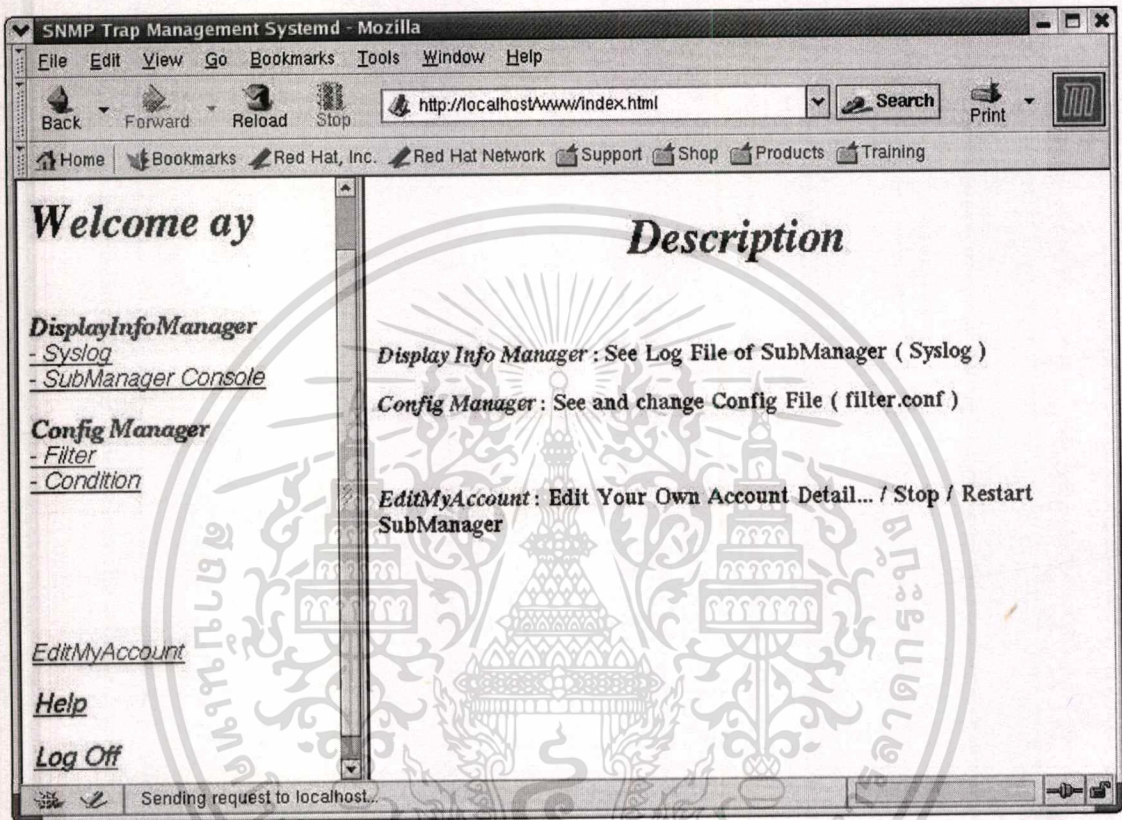 SNMP Trap Management Systemd - Mozilla
File Edit View Go Bookmarks Tools Window Help
Back Forward Reload Stop http://localhost/www/index.html Search Print
Home Bookmarks Red Hat, Inc. Red Hat Network Support Shop Products Training
Welcome ay
DisplayInfoManager
- Syslog
- SubManager Console
Config Manager
- Filter
- Condition
EditMyAccount
Help
Log Off
Description
Display Info Manager : See Log File of SubManager ( Syslog )
Config Manager : See and change Config File ( filter.conf )
EditMyAccount : Edit Your Own Account Detail... / Stop / Restart
SubManager
Sending request to localhost...